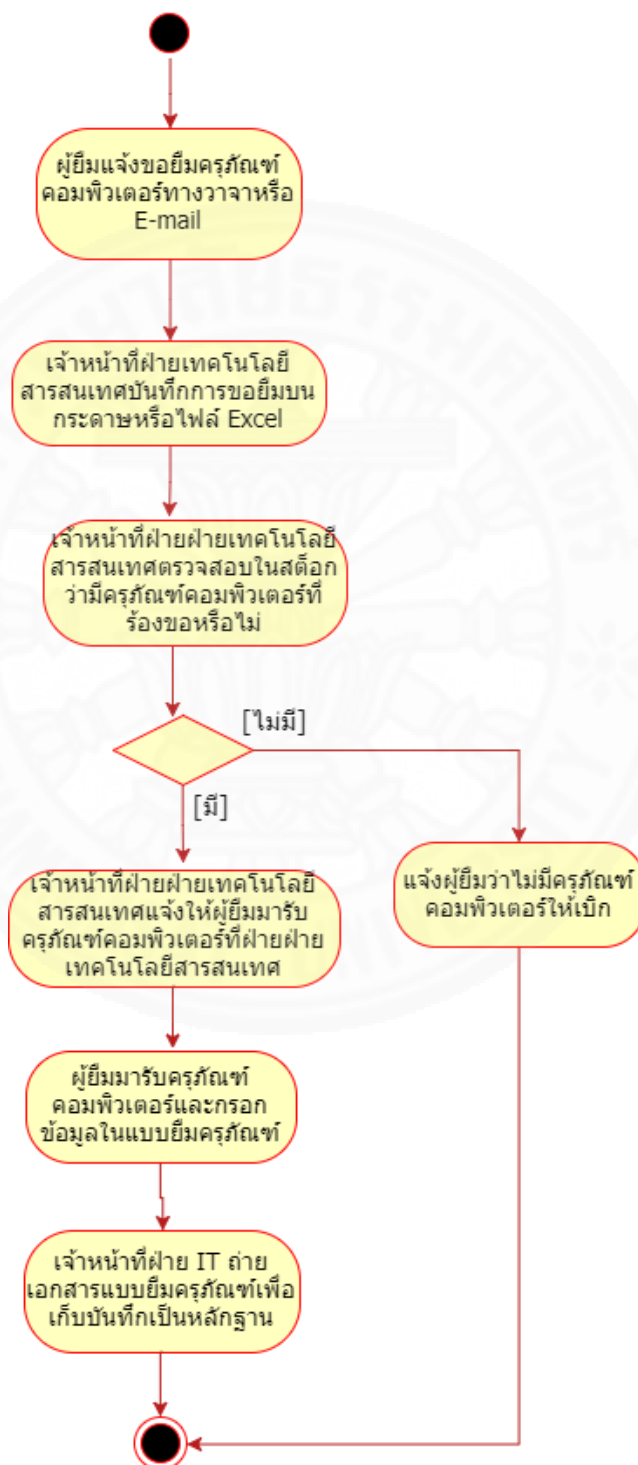 ผู้ยืมแจ้งขอยืมครุภัณฑ์
คอมพิวเตอร์ทางวาจาหรือ
E-mail
เจ้าหน้าที่ฝ่ายเทคโนโลยี
สารสนเทศบันทึกการขอยืมบน
กระดาษหรือไฟล์ Excel
เจ้าหน้าที่ฝ่ายฝ่ายเทคโนโลยี
สารสนเทศตรวจสอบในสต็อก
ว่ามีครุภัณฑ์คอมพิวเตอร์ที่
ร้องขอหรือไม่
[ไม่มี]
[มี]
เจ้าหน้าที่ฝ่ายฝ่ายเทคโนโลยี
สารสนเทศแจ้งให้ผู้ยืมมารับ
ครุภัณฑ์คอมพิวเตอร์ที่ฝ่ายฝ่าย
เทคโนโลยีสารสนเทศ
แจ้งผู้ยืมว่าไม่มีครุภัณฑ์
คอมพิวเตอร์ให้เบิก
ผู้ยืมมารับครุภัณฑ์
คอมพิวเตอร์และกรอก
ข้อมูลในแบบยืมครุภัณฑ์
เจ้าหน้าที่ฝ่าย IT ถ่าย
เอกสารแบบยืมครุภัณฑ์เพื่อ
เก็บบันทึกเป็นหลักฐาน